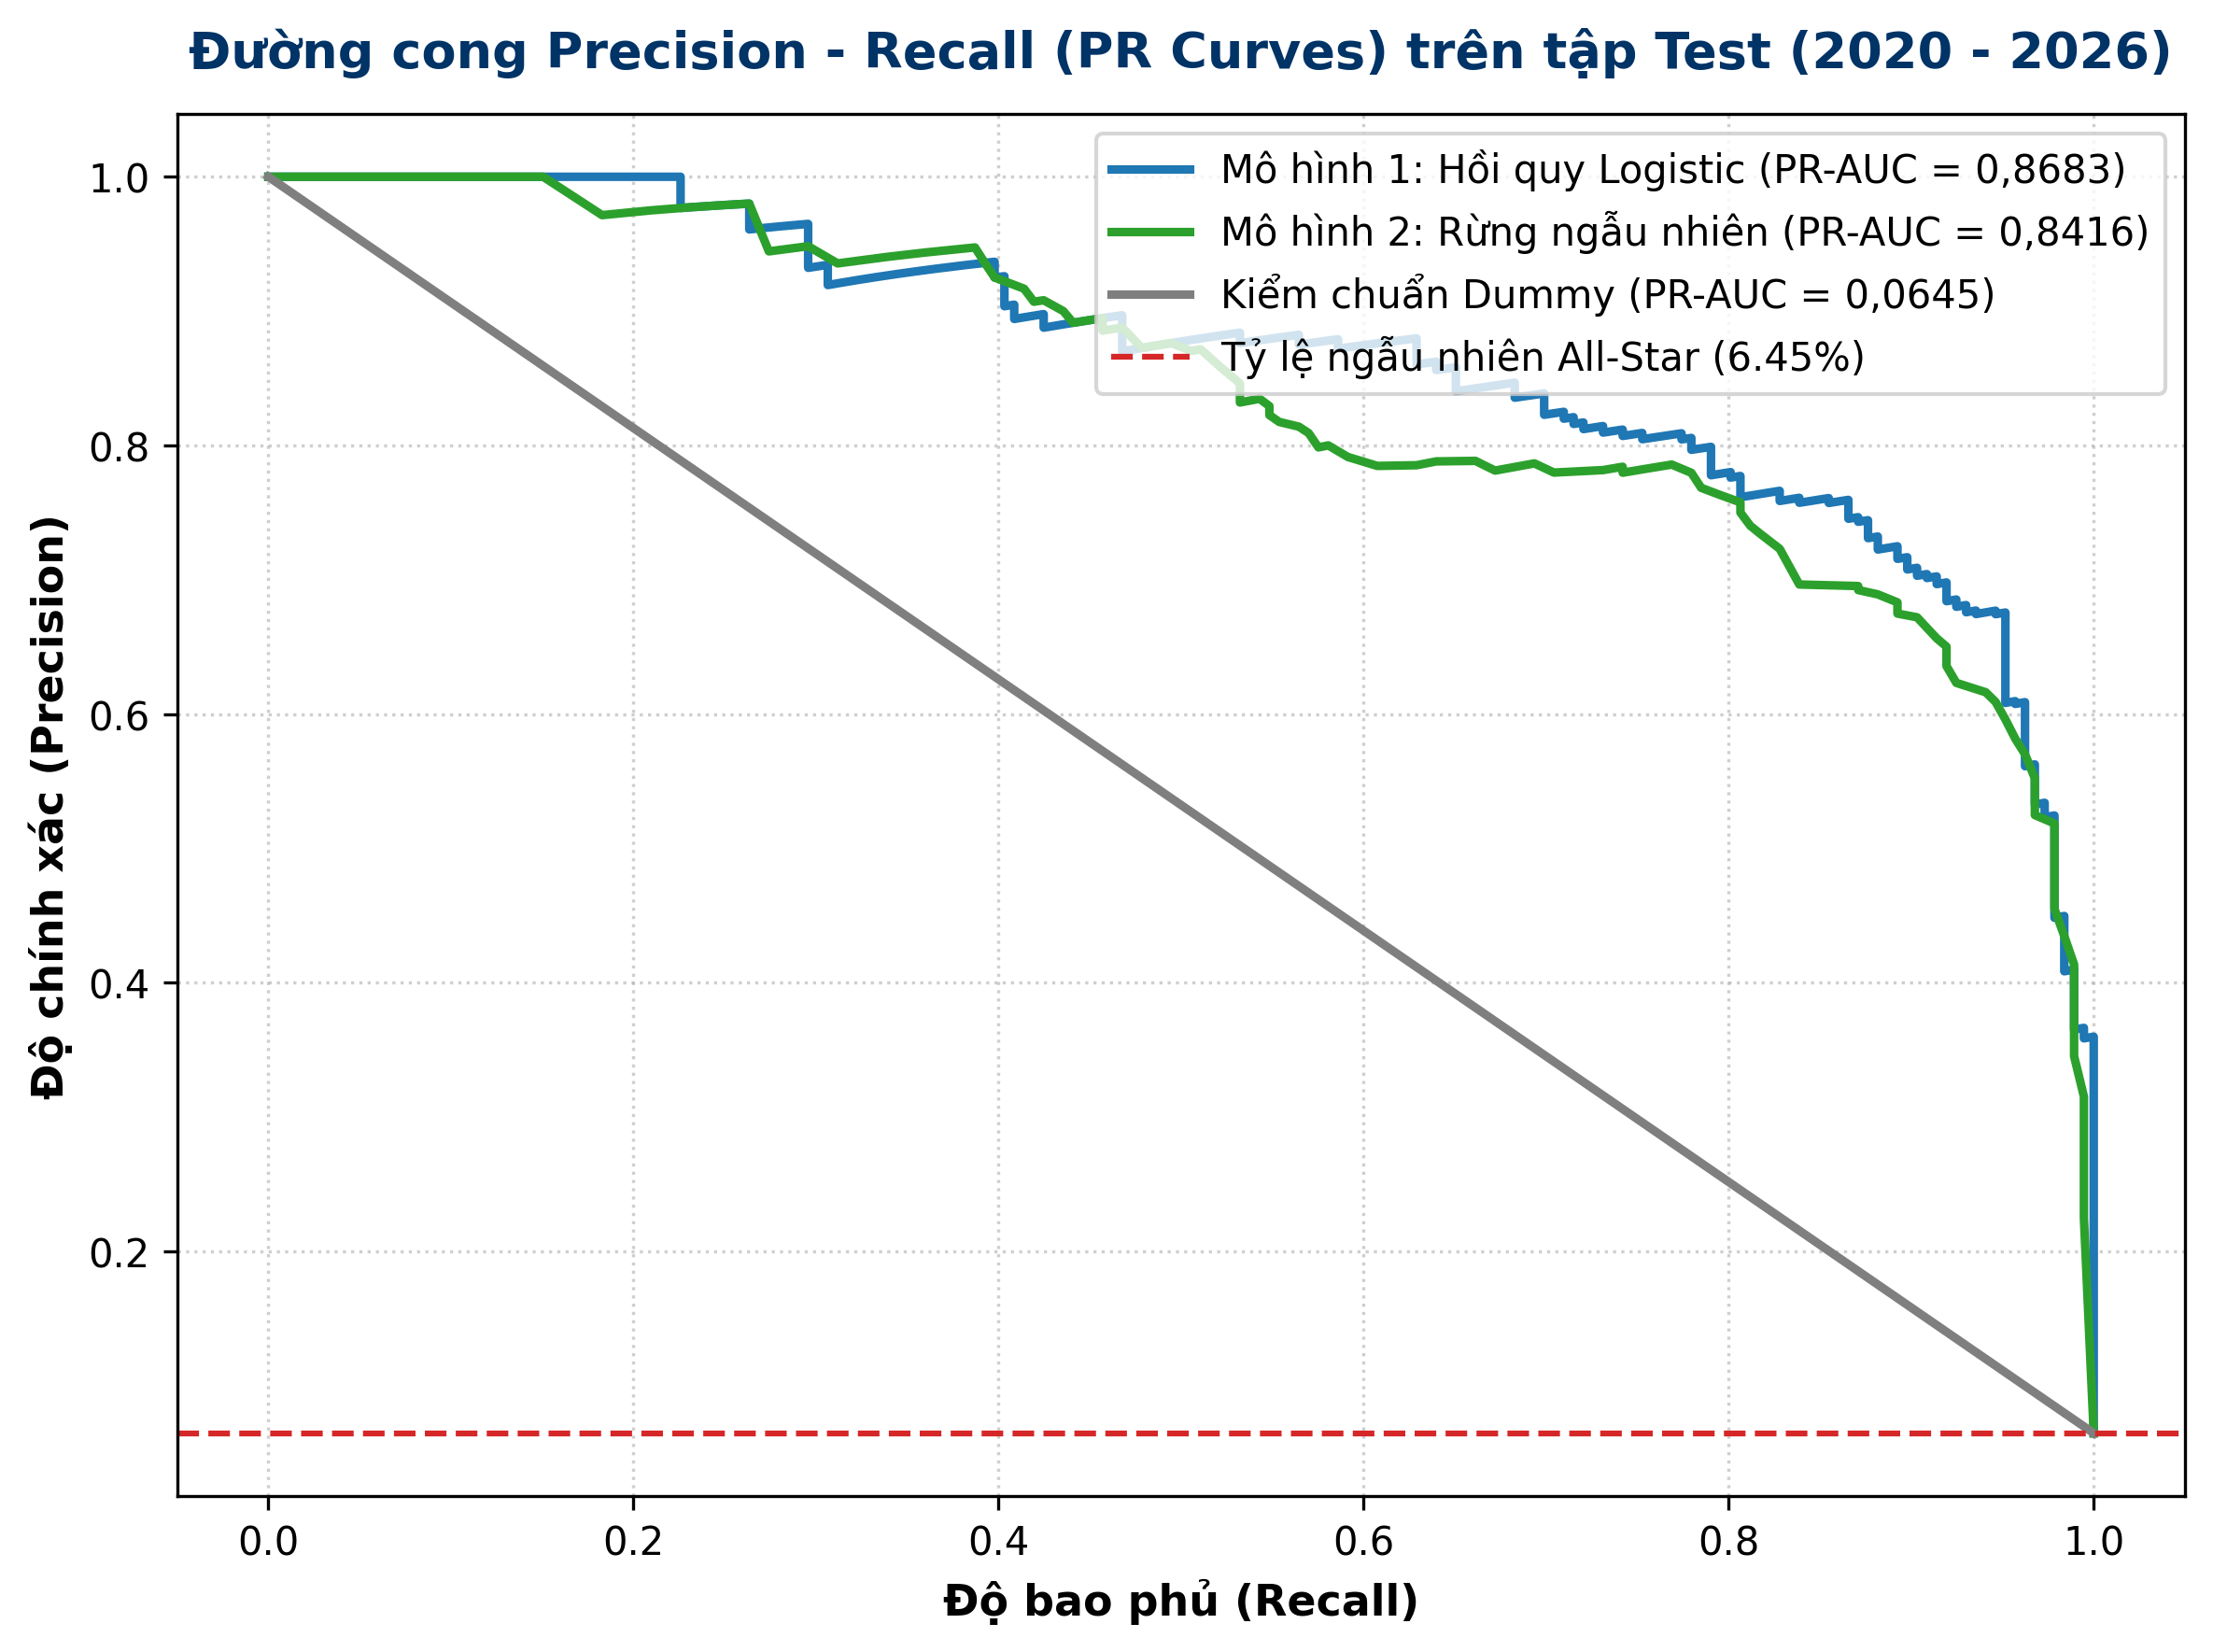 Đường cong Precision - Recall (PR Curves) trên tập Test (2020 - 2026)
Mô hình 1: Hồi quy Logistic (PR-AUC = 0,8683)
Mô hình 2: Rừng ngẫu nhiên (PR-AUC = 0,8416)
Kiểm chuẩn Dummy (PR-AUC = 0,0645)
Tỷ lệ ngẫu nhiên All-Star (6.45%)
Độ chính xác (Precision)
1.0
0.8
0.6
0.4
0.2
0.0
0.2
0.4
0.6
0.8
1.0
Độ bao phủ (Recall)